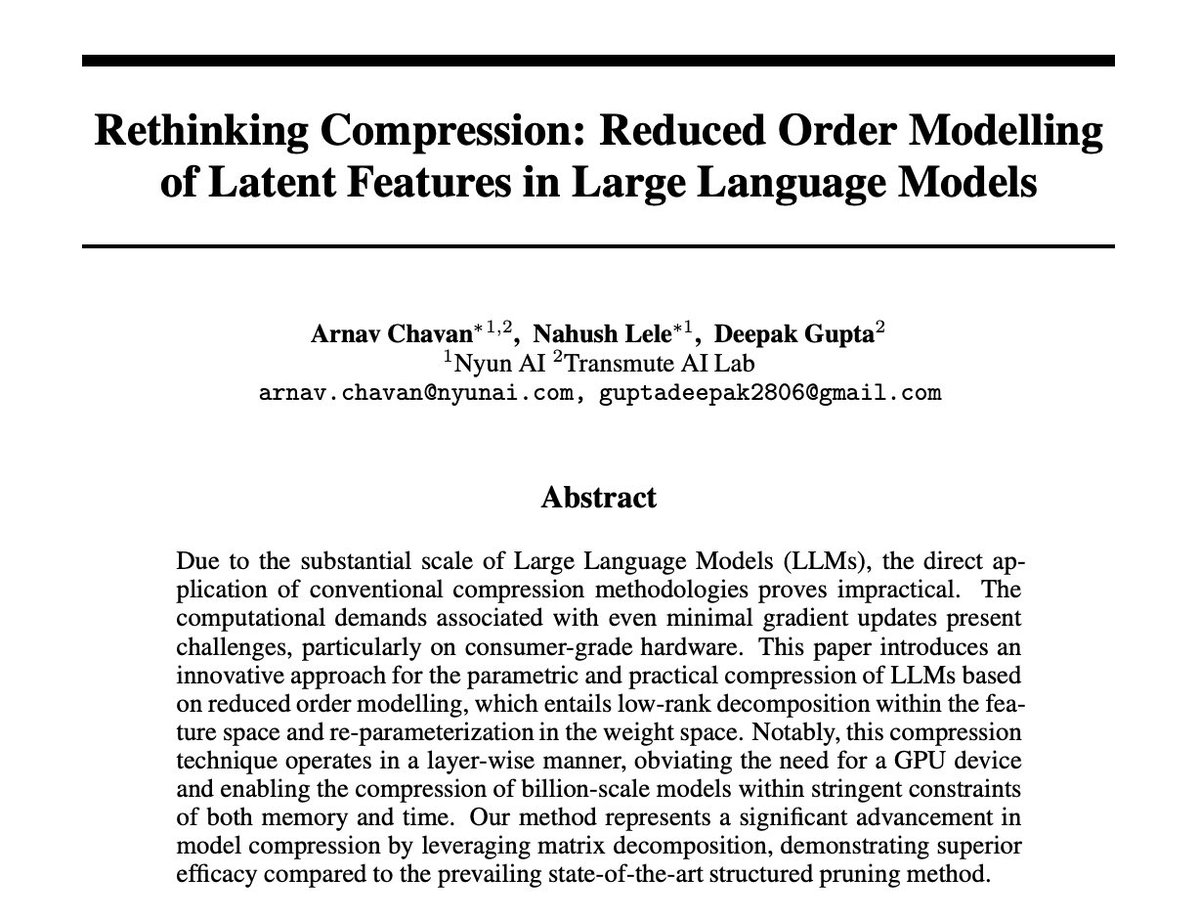 Rethinking Compression: Reduced Order Modelling
of Latent Features in Large Language Models
Arnav Chavan*1,2, Nahush Lele*1, Deepak Gupta2
1Nyun AI 2Transmute AI Lab
arnav.chavan@nyunai.com, guptadeepak2806@gmail.com
Abstract
Due to the substantial scale of Large Language Models (LLMs), the direct ap-
plication of conventional compression methodologies proves impractical. The
computational demands associated with even minimal gradient updates present
challenges, particularly on consumer-grade hardware. This paper introduces an
innovative approach for the parametric and practical compression of LLMs based
on reduced order modelling, which entails low-rank decomposition within the fea-
ture space and re-parameterization in the weight space. Notably, this compression
technique operates in a layer-wise manner, obviating the need for a GPU device
and enabling the compression of billion-scale models within stringent constraints
of both memory and time. Our method represents a significant advancement in
model compression by leveraging matrix decomposition, demonstrating superior
efficacy compared to the prevailing state-of-the-art structured pruning method.